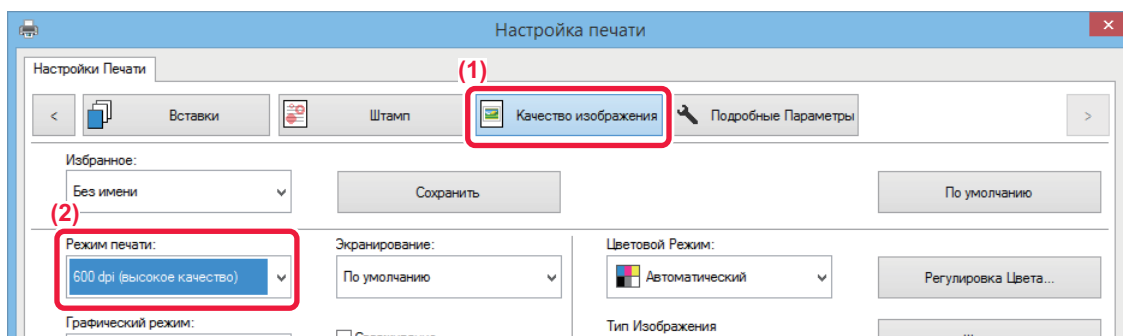 Настройка печати
Настройки Печати
(1)
< Вставки Штамп Качество изображения Подробные Параметры >
Избранное:
Без имени Сохранить По умолчанию
(2)
Режим печати: Экранирование: Цветовой Режим:
600 dpi (высокое качество) По умолчанию Автоматический Регулировка Цвета...
Графический режим: Тип Изображения